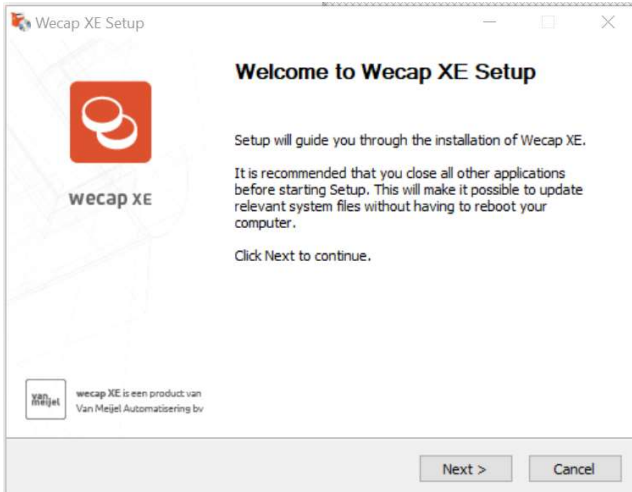 Wecap XE Setup
Welcome to Wecap XE Setup
Setup will guide you through the installation of Wecap XE.
It is recommended that you close all other applications
before starting Setup. This will make it possible to update
relevant system files without having to reboot your
computer.
Click Next to continue.
wecap XE
van meijel
wecap XE is een product van
Van Meijel Automatisering bv
Next >
Cancel